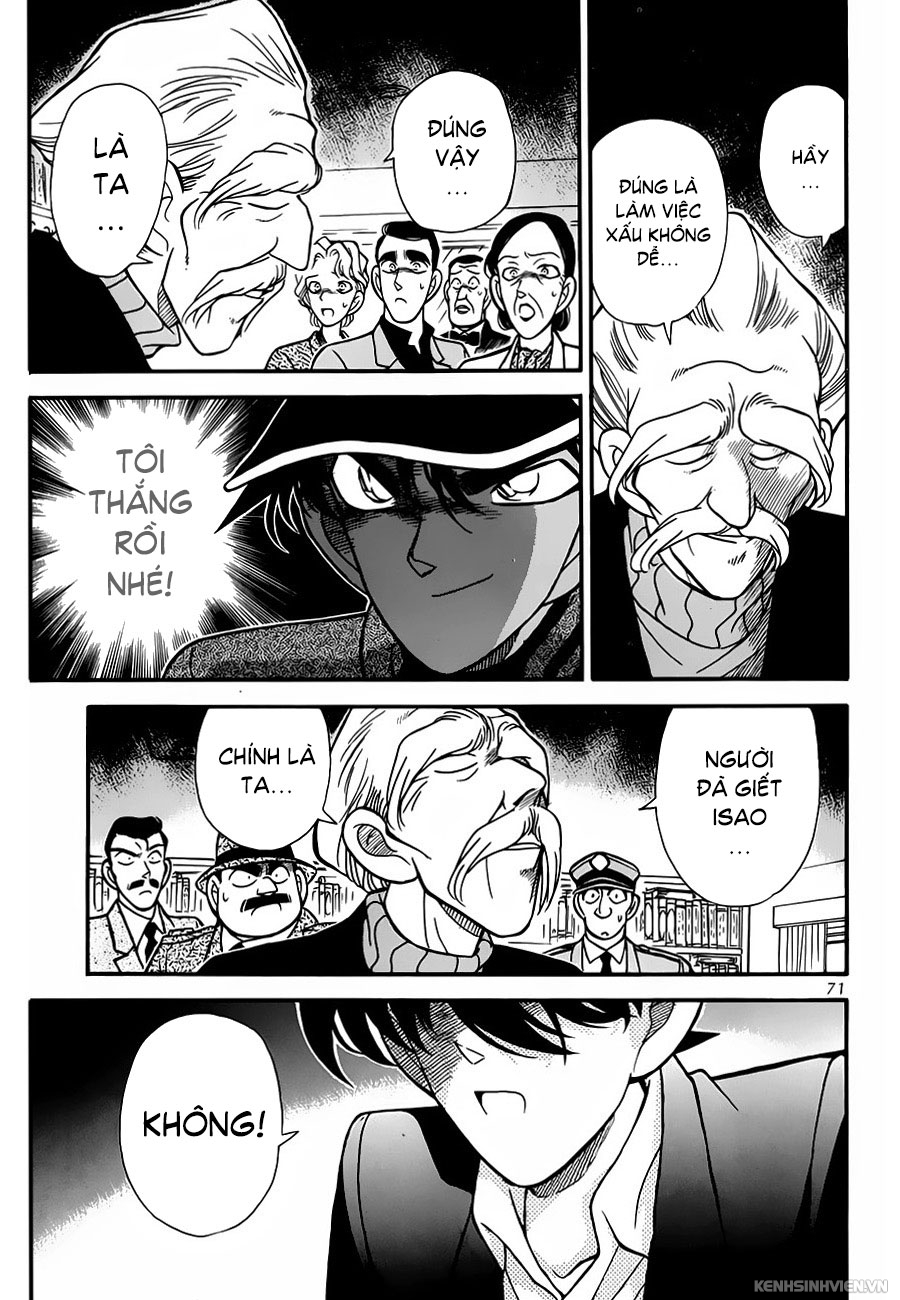 HẦY
...
ĐÚNG LÀ
LÀM VIỆC
XẤU KHÔNG
DỄ...
ĐÚNG
VẬY
...
LÀ
TA
...
TÔI
THẮNG
RỒI
NHÉ!
NGƯỜI
ĐÃ GIẾT
ISAO
...
CHÍNH LÀ
TA...
71
KHÔNG!
KENHSINHVIEN.VN